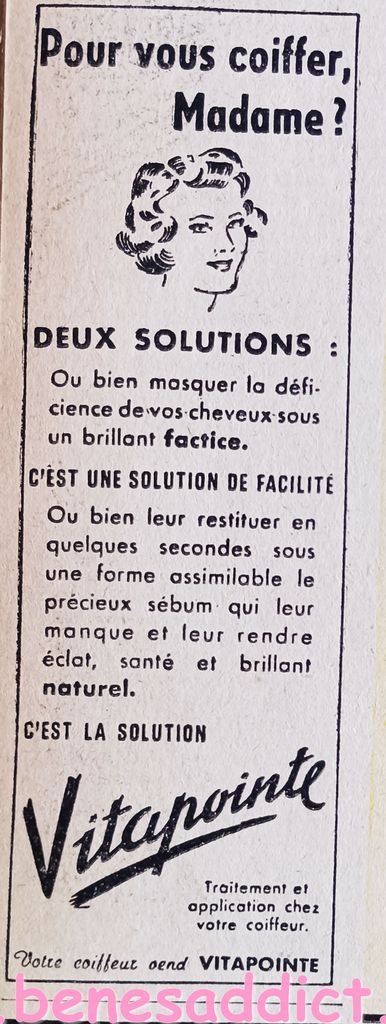 Pour vous coiffer,
Madame ?
DEUX SOLUTIONS :
Ou bien masquer la défi-
cience de vos cheveux sous
un brillant factice.
C'EST UNE SOLUTION DE FACILITÉ
Ou bien leur restituer en
quelques secondes sous
une forme assimilable le
précieux sébum qui leur
manque et leur rendre
éclat, santé et brillant
naturel.
C'EST LA SOLUTION
Vitapointe
Traitement et
application chez
votre coiffeur.
Votre coiffeur vend VITAPOINTE
.benesaddict.